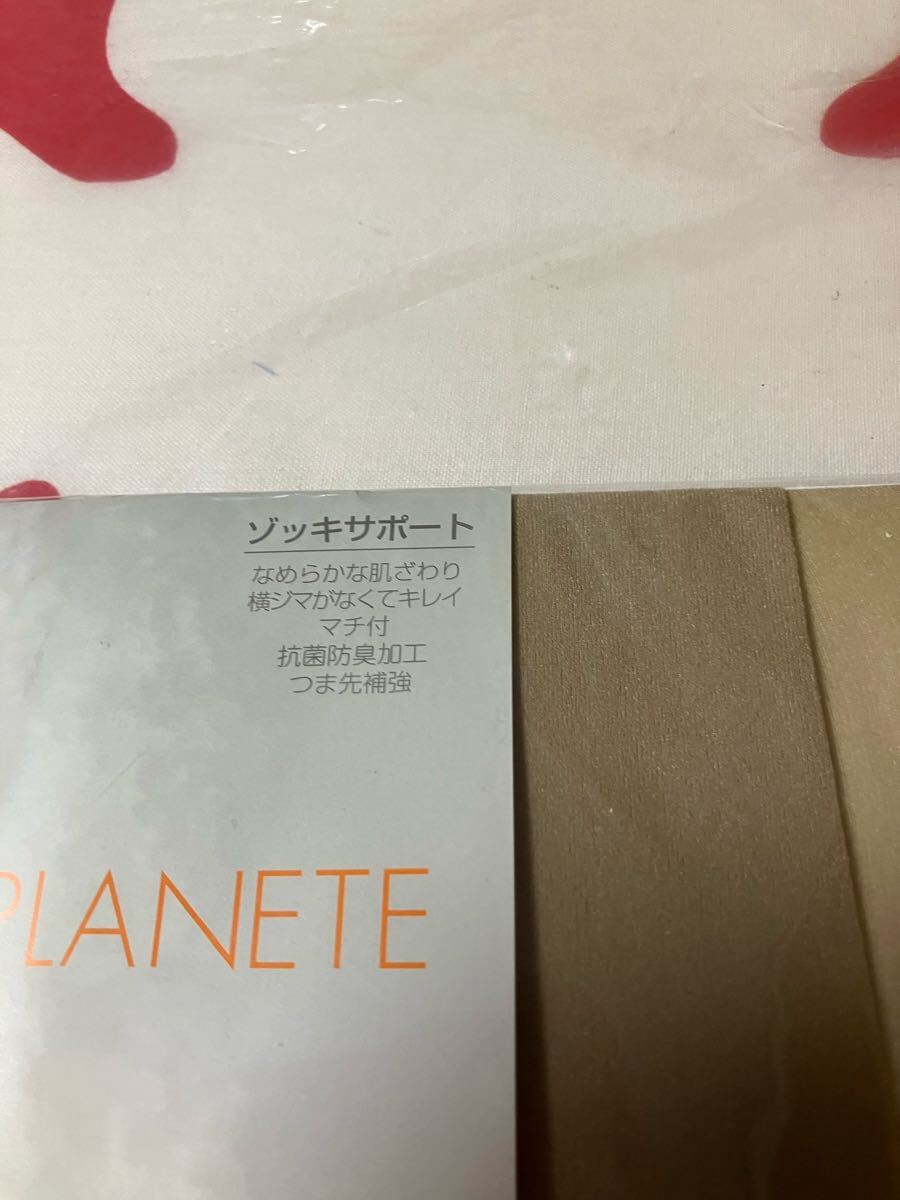 ゾッキサポート
なめらかな肌ざわり
横ジマがなくてキレイ
マチ付
抗菌防臭加工
つま先補強
PLANETE